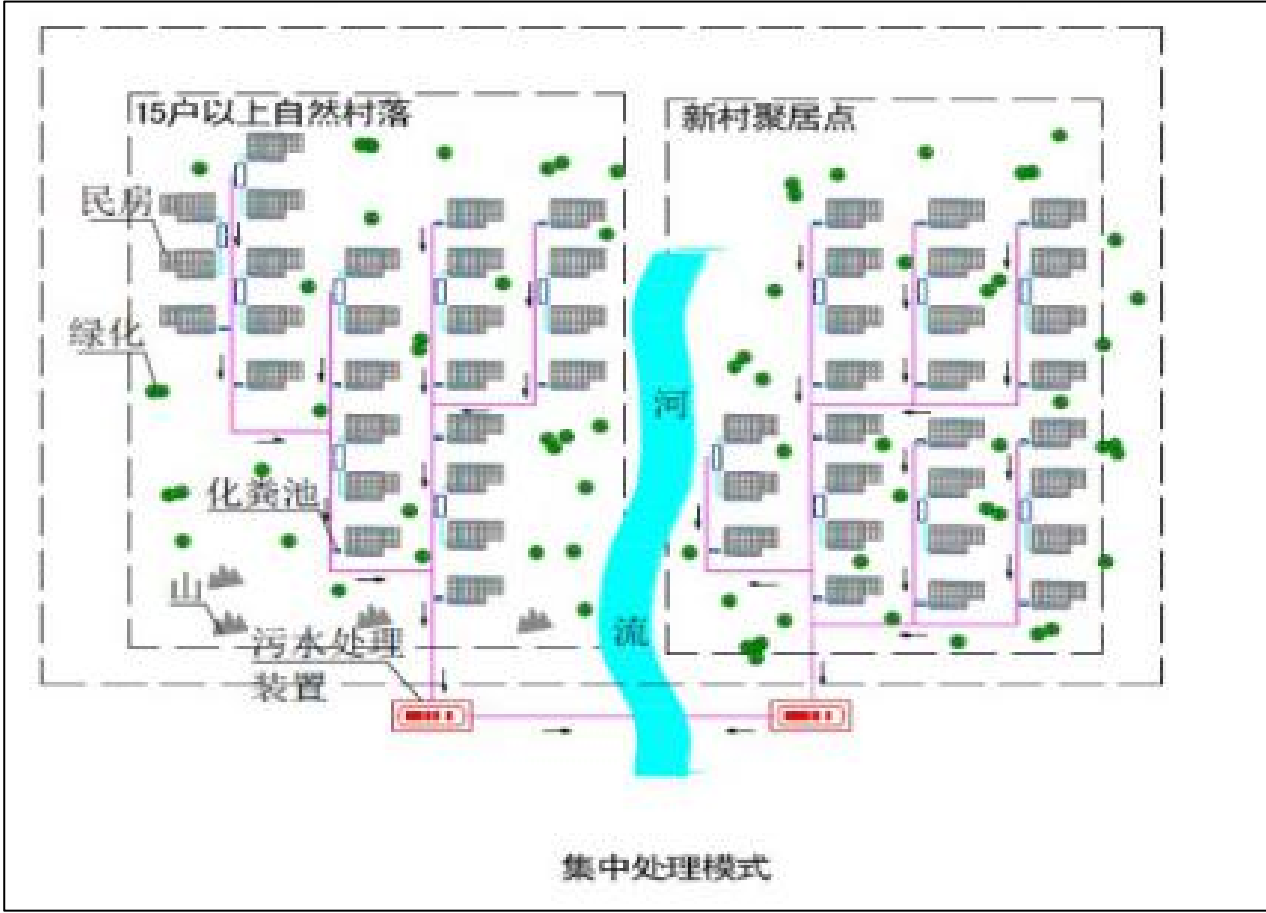 15户以上自然村落
新村聚居点
民房
绿化
河
化粪池
山
流
污水处理
装置
集中处理模式